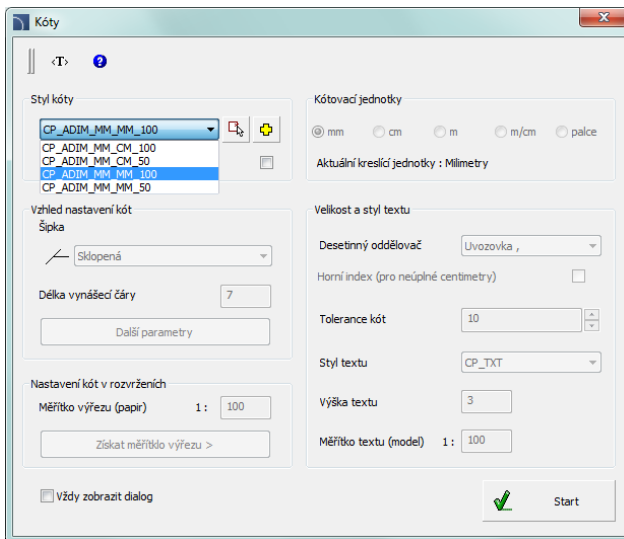 Kóty
<T>
Styl kóty
CP_ADIM_MM_MM_100
CP_ADIM_MM_CM_100
CP_ADIM_MM_CM_50
CP_ADIM_MM_MM_100
CP_ADIM_MM_MM_50
Kótovací jednotky
mm cm m m/cm palce
Aktuální kreslící jednotky : Milimetry
Vzhled nastavení kót
Šipka
Sklopená
Délka vynášecí čáry 7
Další parametry
Nastavení kót v rozvrženích
Měřítko výřezu (papir) 1 : 100
Získat měřítklo výřezu >
Velikost a styl textu
Desetinný oddělovač Uvozovka ,
Horní index (pro neúplné centimetry)
Tolerance kót 10
Styl textu CP_TXT
Výška textu 3
Měřítko textu (model) 1 : 100
Vždy zobrazit dialog
Start